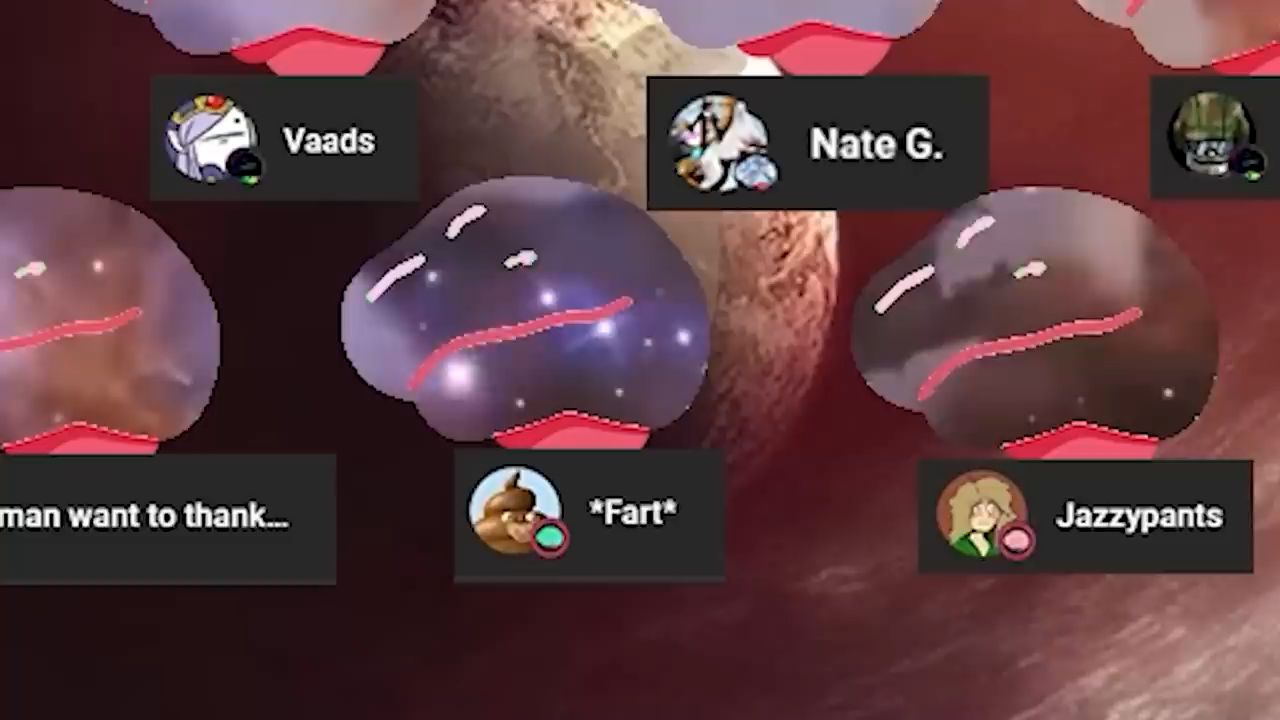 Vaads
Nate G.
man want to thank...
*Fart*
Jazzypants